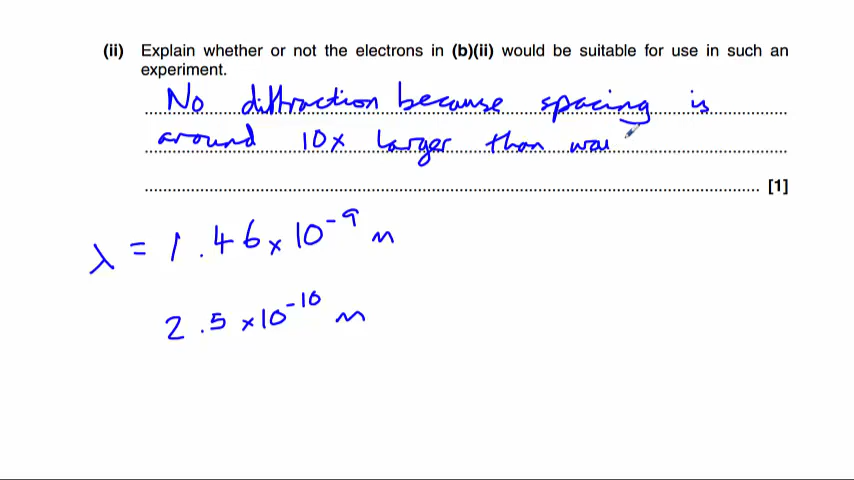 (ii) Explain whether or not the electrons in (b)(ii) would be suitable for use in such an
experiment.
No diffraction because spacing is
around 10x larger than wav
[1]
λ = 1.46 x 10⁻⁹ m
2.5 x 10⁻¹⁰ m